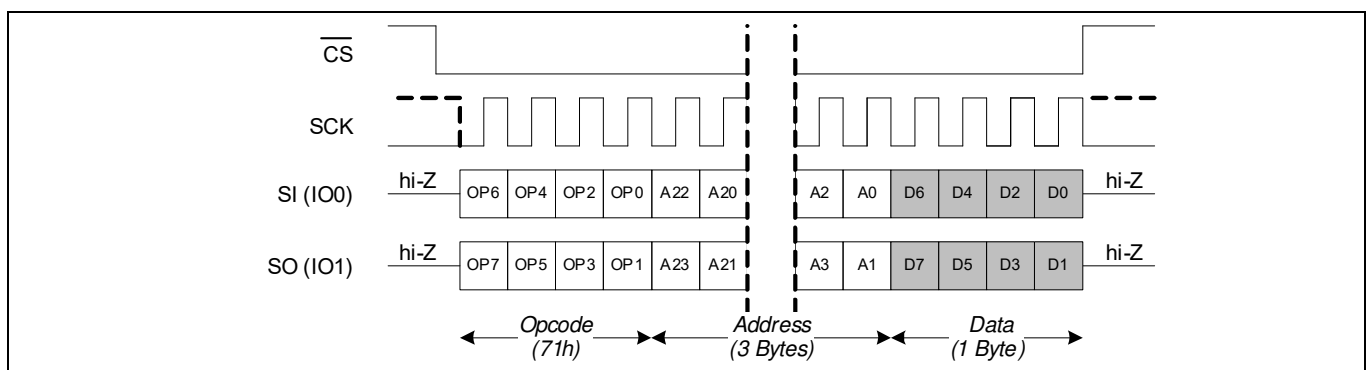 CS
SCK
hi-Z hi-Z
SI (IO0) OP6 OP4 OP2 OP0 A22 A20 A2 A0 D6 D4 D2 D0
hi-Z hi-Z
SO (IO1) OP7 OP5 OP3 OP1 A23 A21 A3 A1 D7 D5 D3 D1
Opcode Address Data
(71h) (3 Bytes) (1 Byte)